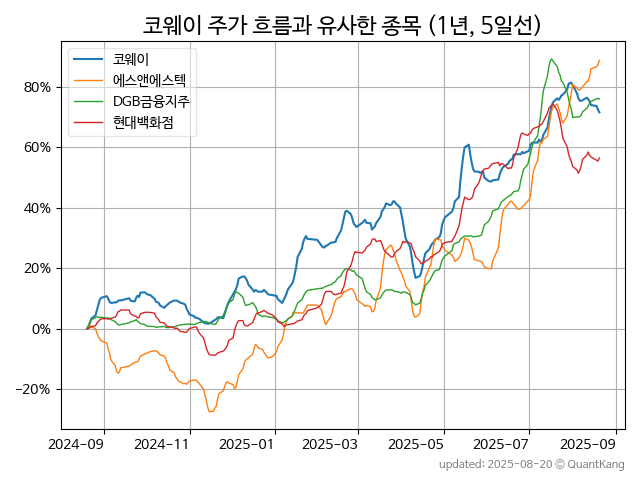 코웨이 주가 흐름과 유사한 종목 (1년, 5일선)
코웨이
에스앤에스텍
DGB금융지주
현대백화점
80%
60%
40%
20%
0%
−20%
2024-09
2024-11
2025-01
2025-03
2025-05
2025-07
2025-09
updated: 2025-08-20 © QuantKang